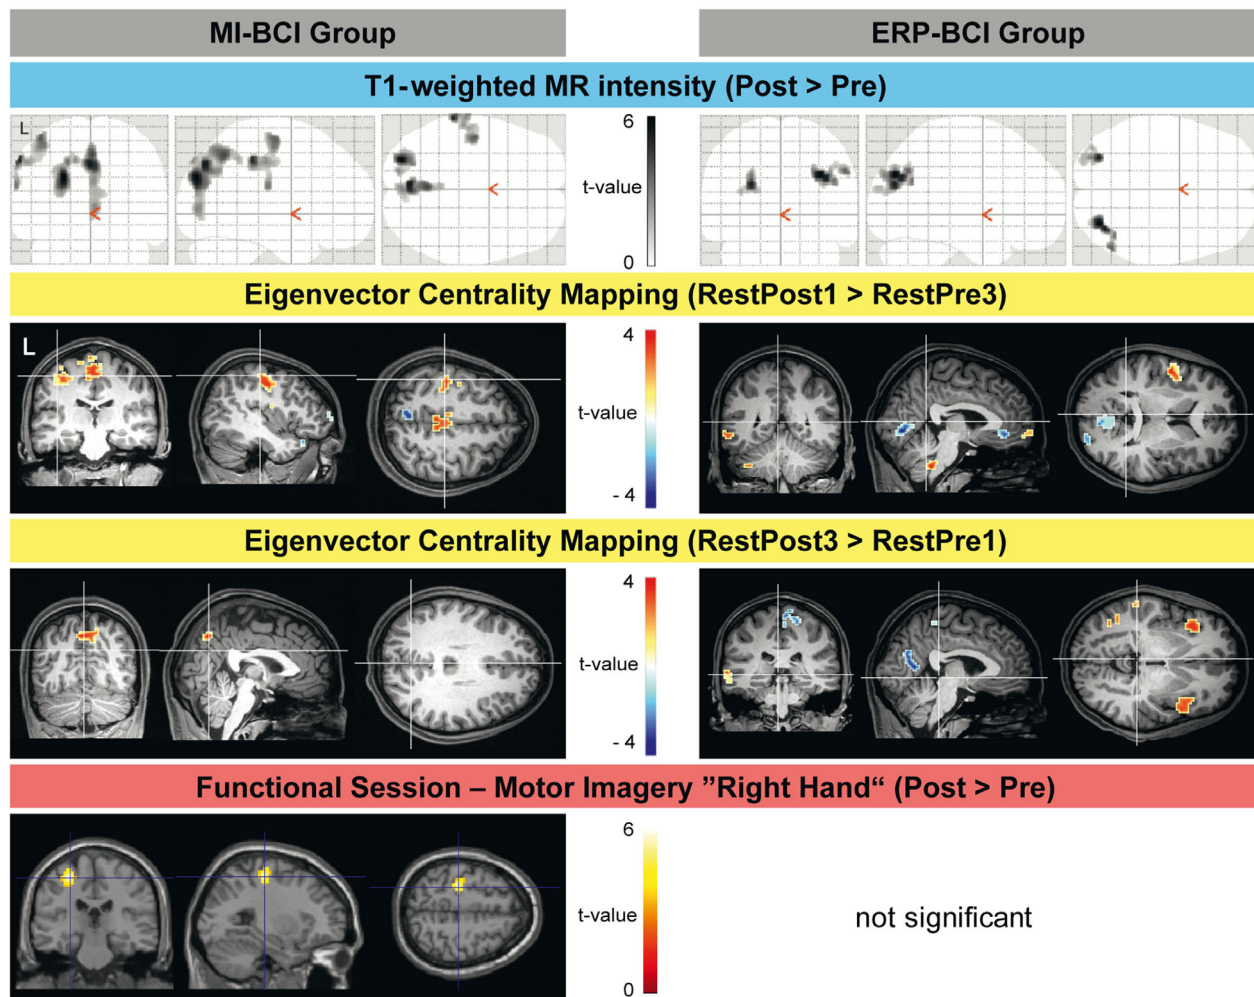 MI-BCI Group
ERP-BCI Group
T1-weighted MR intensity (Post > Pre)
L
6
t-value
0
Eigenvector Centrality Mapping (RestPost1 > RestPre3)
L
4
t-value
- 4
Eigenvector Centrality Mapping (RestPost3 > RestPre1)
4
t-value
- 4
Functional Session – Motor Imagery ”Right Hand“ (Post > Pre)
6
t-value
0
not significant